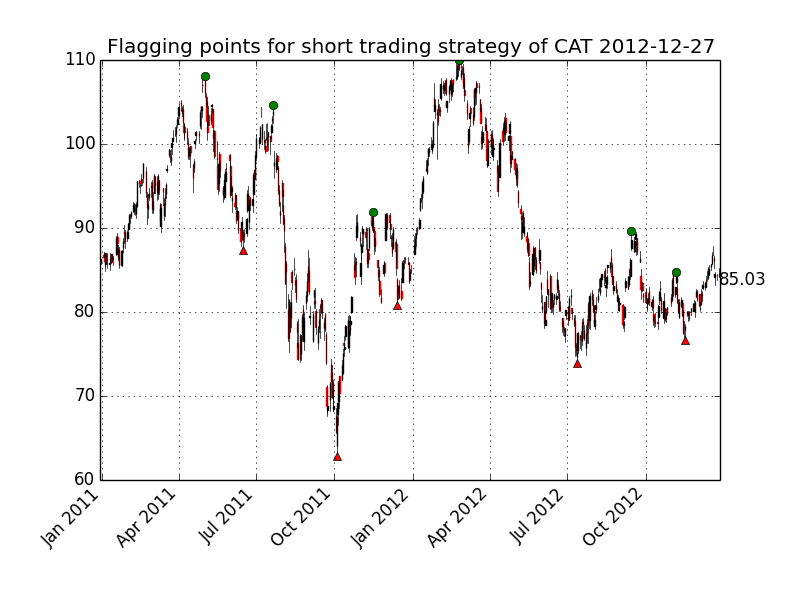 Flagging points for short trading strategy of CAT 2012-12-27
110
100
90
80
70
60
85.03
Jan 2011
Apr 2011
Jul 2011
Oct 2011
Jan 2012
Apr 2012
Jul 2012
Oct 2012